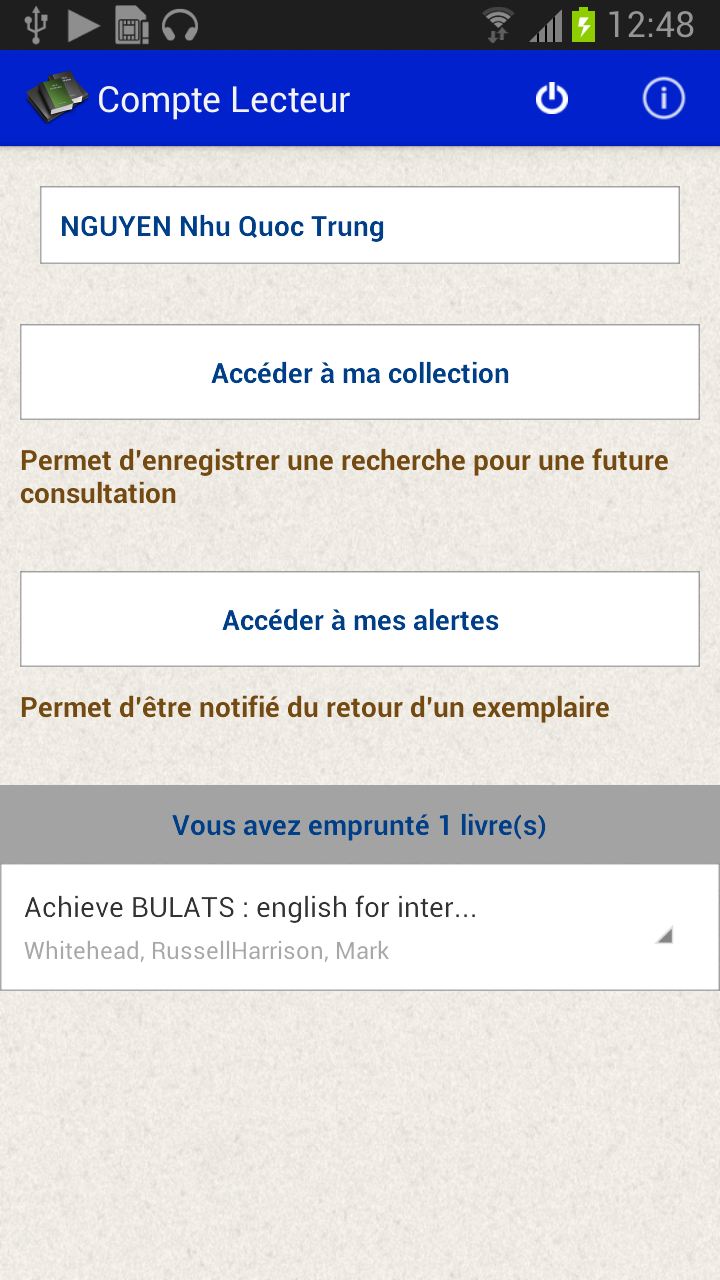 12:48
Compte Lecteur
NGUYEN Nhu Quoc Trung
Accéder à ma collection
Permet d'enregistrer une recherche pour une future
consultation
Accéder à mes alertes
Permet d'être notifié du retour d'un exemplaire
Vous avez emprunté 1 livre(s)
Achieve BULATS : english for inter...
Whitehead, RussellHarrison, Mark